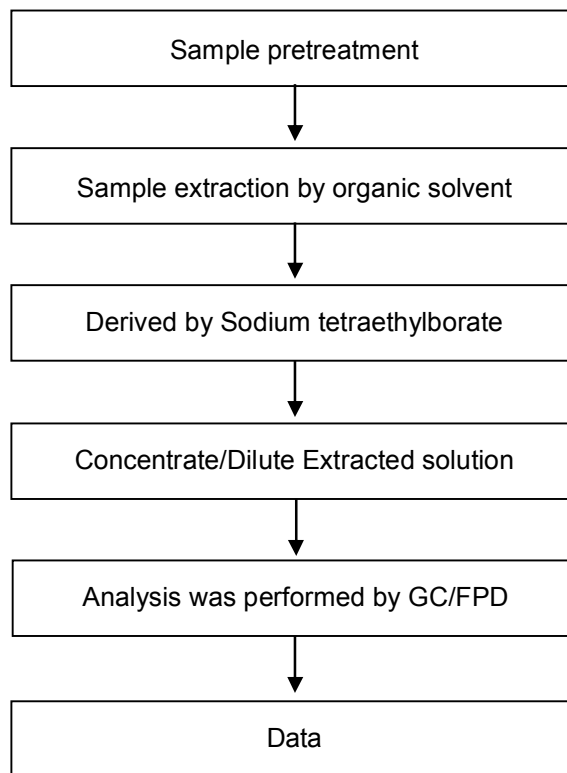 Sample pretreatment
Sample extraction by organic solvent
Derived by Sodium tetraethylborate
Concentrate/Dilute Extracted solution
Analysis was performed by GC/FPD
Data